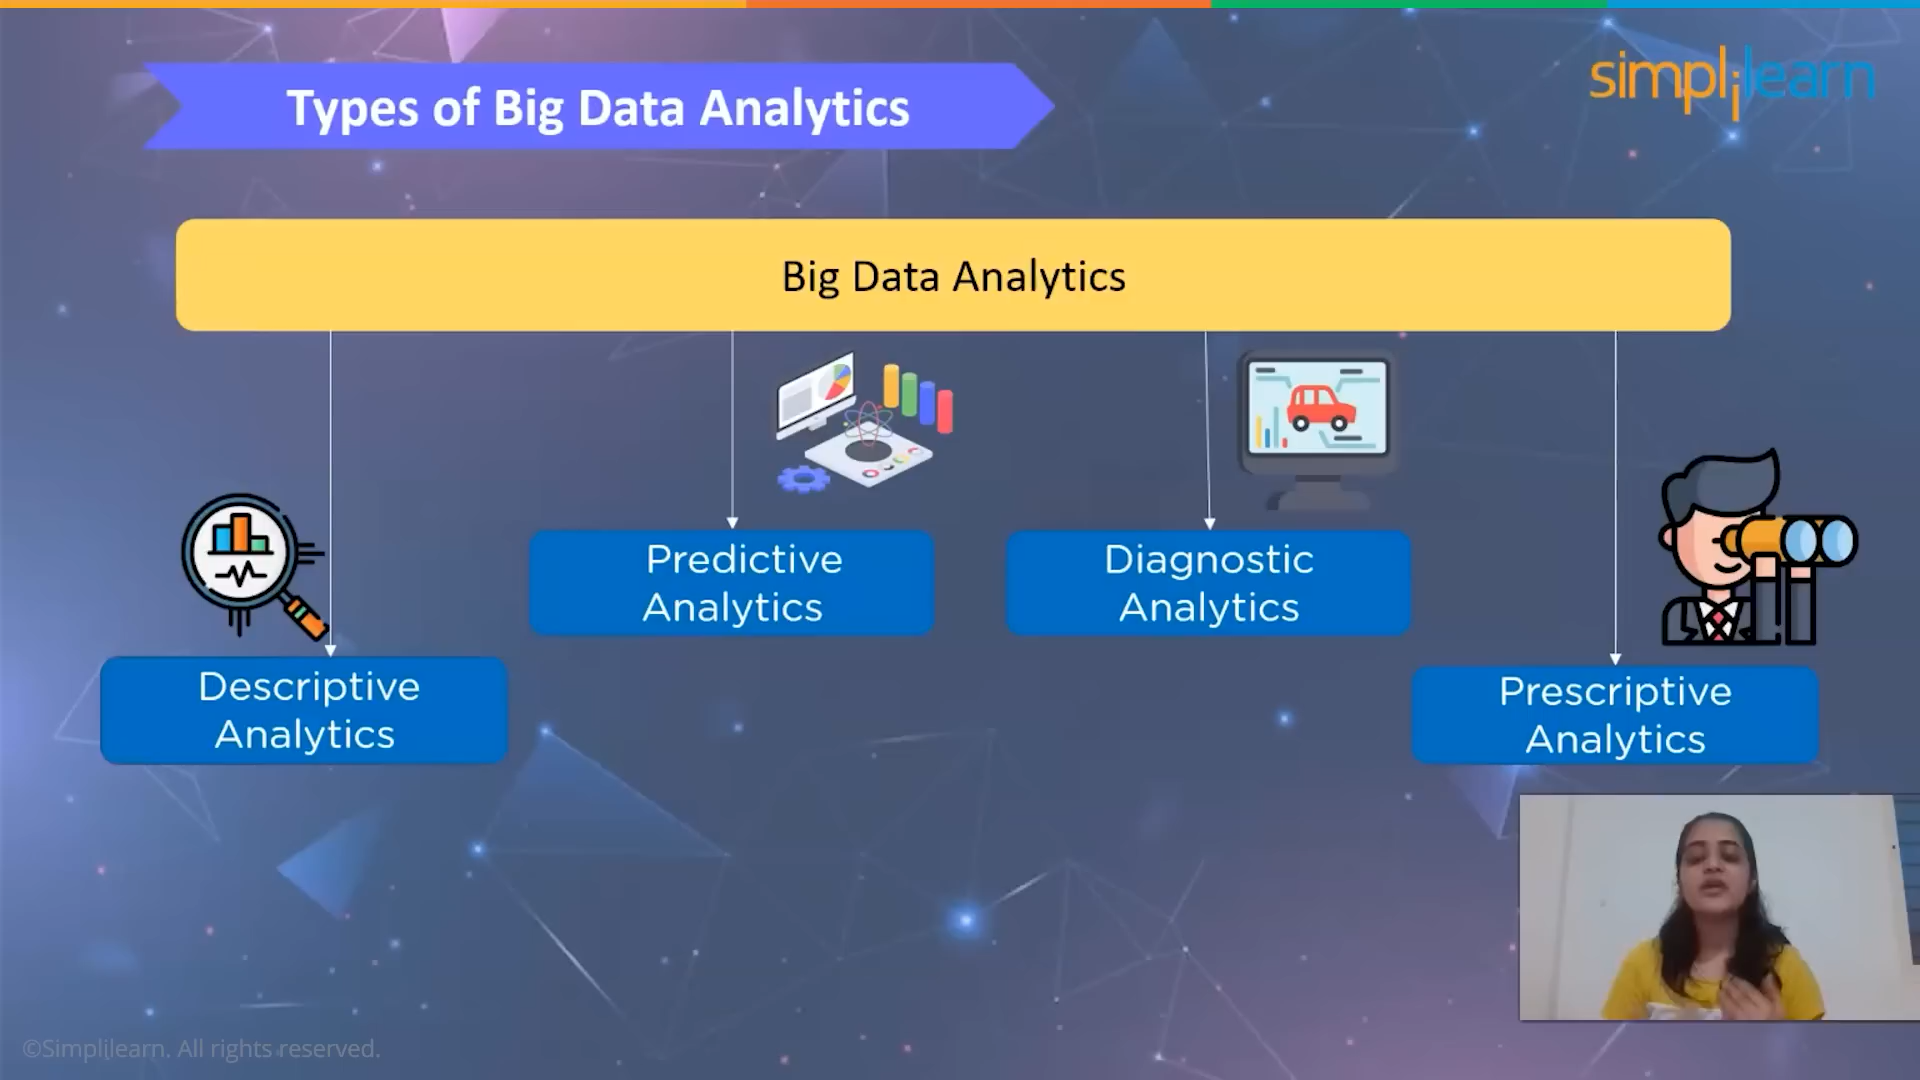 Types of Big Data Analytics
simplilearn
Big Data Analytics
Predictive
Analytics
Diagnostic
Analytics
Descriptive
Analytics
Prescriptive
Analytics
©Simplilearn. All rights reserved.